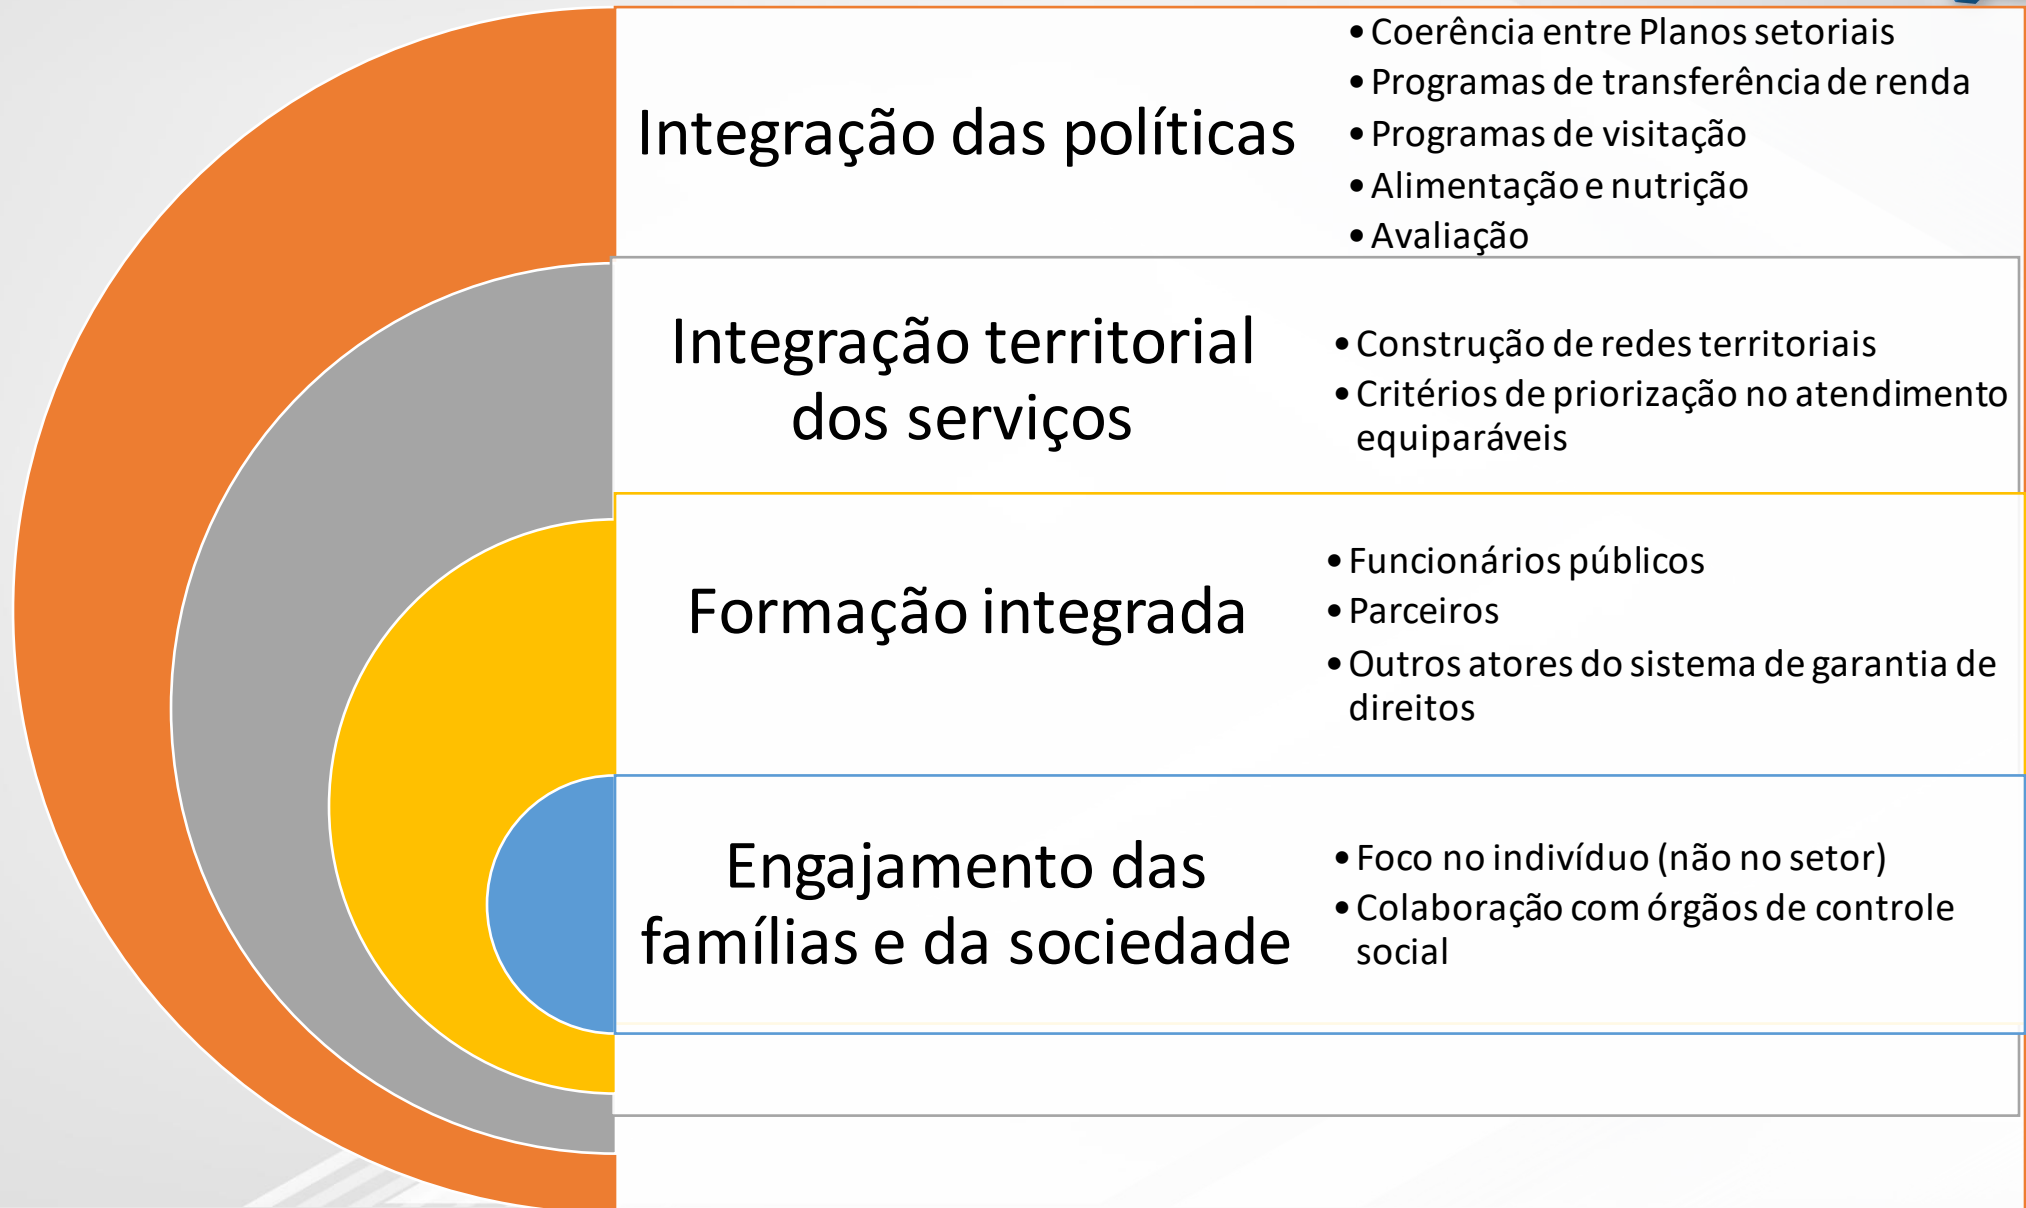 Integração das políticas
• Coerência entre Planos setoriais
• Programas de transferência de renda
• Programas de visitação
• Alimentação e nutrição
• Avaliação
Integração territorial
dos serviços
• Construção de redes territoriais
• Critérios de priorização no atendimento
equiparáveis
Formação integrada
• Funcionários públicos
• Parceiros
• Outros atores do sistema de garantia de
direitos
Engajamento das
famílias e da sociedade
• Foco no indivíduo (não no setor)
• Colaboração com órgãos de controle
social